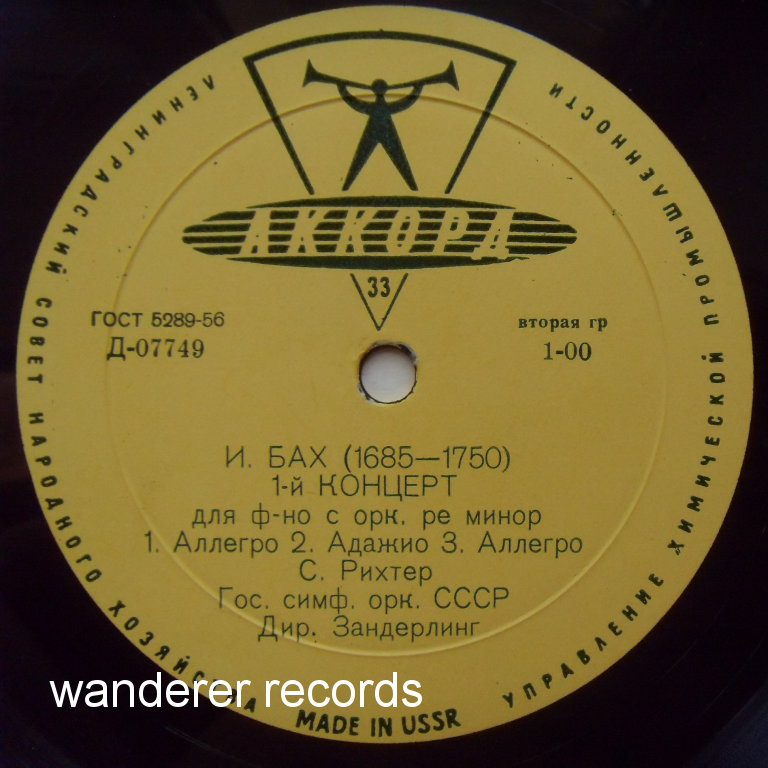 ЛЕНИНГРАДСКИЙ СОВЕТ НАРОДНОГО ХОЗЯЙСТВА
УПРАВЛЕНИЕ ХИМИЧЕСКОЙ ПРОМЫШЛЕННОСТИ
АККОРД
33
ГОСТ 5289-56
Д-07749
вторая гр
1-00
И. БАХ (1685—1750)
1-й КОНЦЕРТ
для ф-но с орк. ре минор
1. Аллегро 2. Адажио 3. Аллегро
С. Рихтер
Гос. симф. орк. СССР
Дир. Зандерлинг
wanderer records
MADE IN USSR